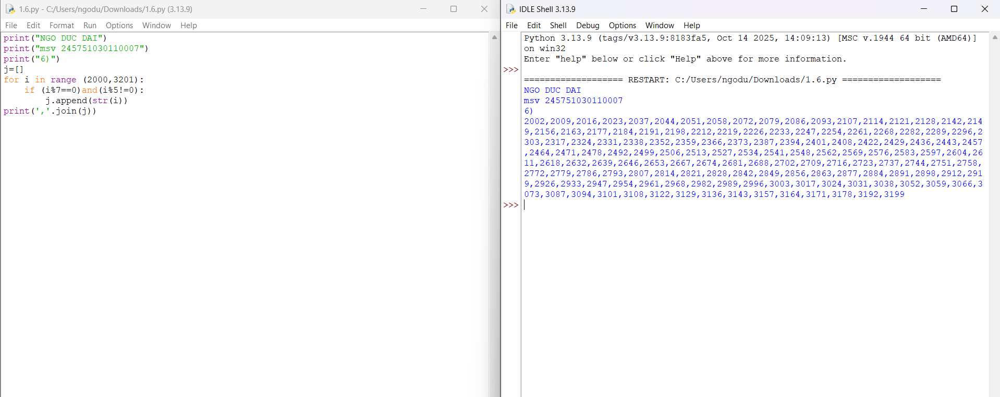 1.6.py - C:/Users/ngodu/Downloads/1.6.py (3.13.9)
File Edit Format Run Options Window Help
print("NGO DUC DAI")
print("msv 245751030110007")
print("6)")
j=[]
for i in range (2000,3201):
    if (i%7==0)and(i%5!=0):
        j.append(str(i))
print(','.join(j))
IDLE Shell 3.13.9
File Edit Shell Debug Options Window Help
Python 3.13.9 (tags/v3.13.9:8183fa5, Oct 14 2025, 14:09:13) [MSC v.1944 64 bit (AMD64)]
on win32
Enter "help" below or click "Help" above for more information.
>>>
=================== RESTART: C:/Users/ngodu/Downloads/1.6.py ===================
NGO DUC DAI
msv 245751030110007
6)
2002,2009,2016,2023,2037,2044,2051,2058,2072,2079,2086,2093,2107,2114,2121,2128,2142,214
9,2156,2163,2177,2184,2191,2198,2212,2219,2226,2233,2247,2254,2261,2268,2282,2289,2296,2
303,2317,2324,2331,2338,2352,2359,2366,2373,2387,2394,2401,2408,2422,2429,2436,2443,2457
,2464,2471,2478,2492,2499,2506,2513,2527,2534,2541,2548,2562,2569,2576,2583,2597,2604,26
11,2618,2632,2639,2646,2653,2667,2674,2681,2688,2702,2709,2716,2723,2737,2744,2751,2758,
2772,2779,2786,2793,2807,2814,2821,2828,2842,2849,2856,2863,2877,2884,2891,2898,2912,291
9,2926,2933,2947,2954,2961,2968,2982,2989,2996,3003,3017,3024,3031,3038,3052,3059,3066,3
073,3087,3094,3101,3108,3122,3129,3136,3143,3157,3164,3171,3178,3192,3199
>>>